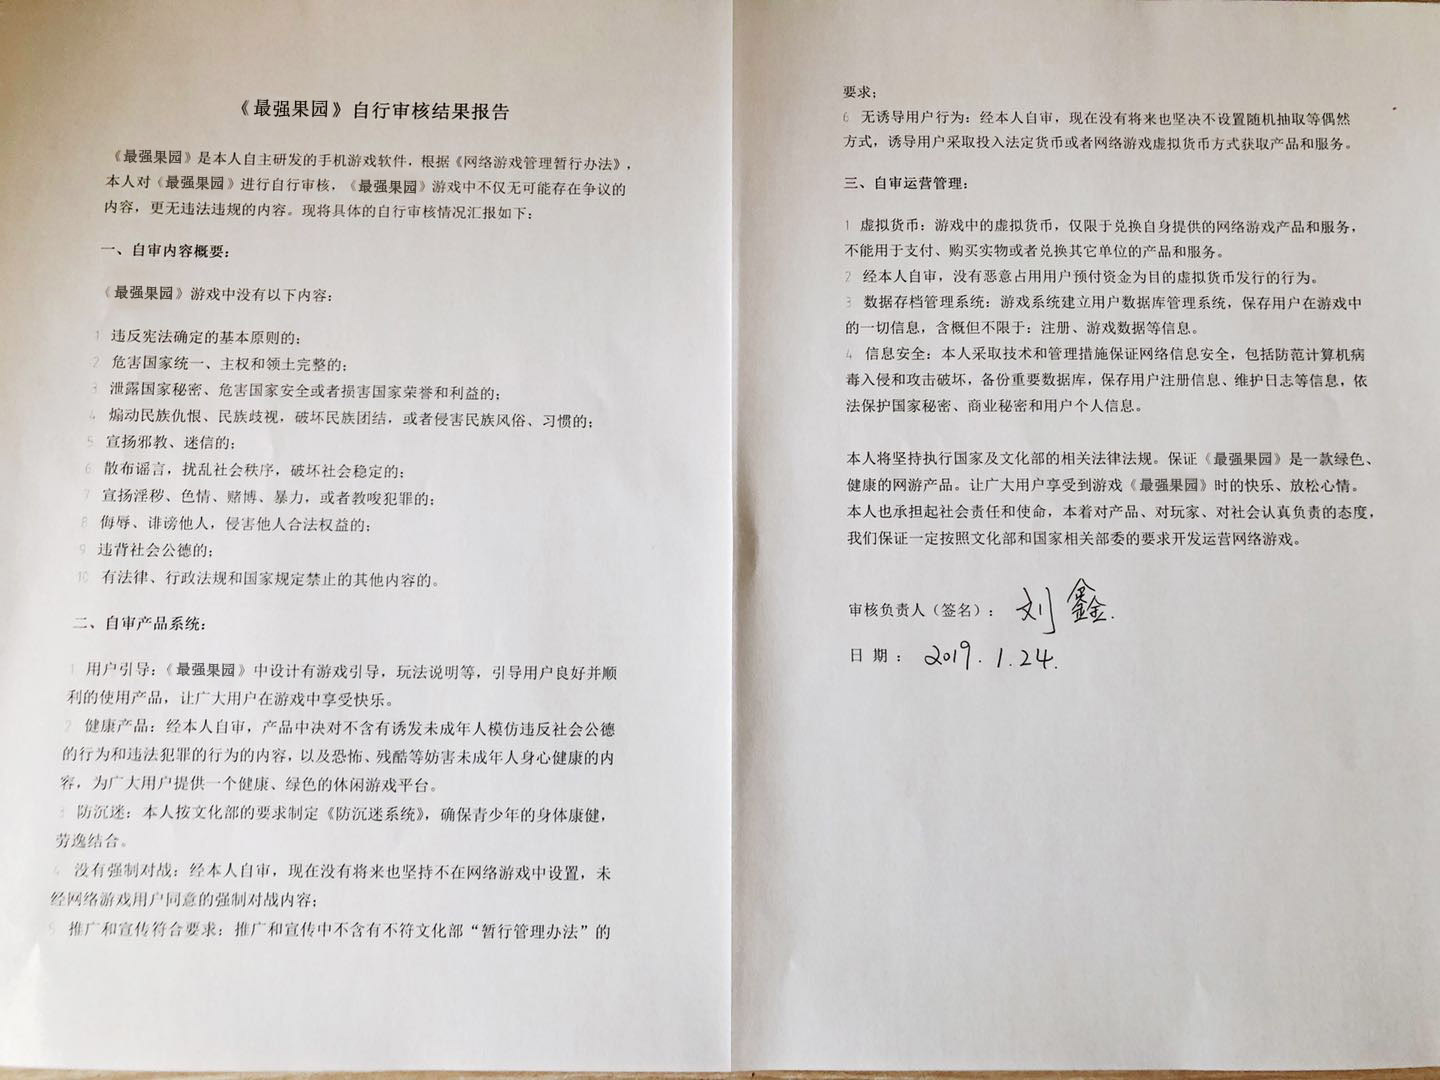 《最强果园》自行审核结果报告
《最强果园》是本人自主研发的手机游戏软件，根据《网络游戏管理暂行办法》，
本人对《最强果园》进行自行审核，《最强果园》游戏中不仅无可能存在争议的
内容，更无违法违规的内容。现将具体的自行审核情况汇报如下：
一、自审内容概要：
《最强果园》游戏中没有以下内容：
1 违反宪法确定的基本原则的；
2 危害国家统一、主权和领土完整的；
3 泄露国家秘密、危害国家安全或者损害国家荣誉和利益的；
4 煽动民族仇恨、民族歧视，破坏民族团结，或者侵害民族风俗、习惯的；
5 宣扬邪教、迷信的；
6 散布谣言，扰乱社会秩序，破坏社会稳定的；
7 宣扬淫秽、色情、赌博、暴力，或者教唆犯罪的；
8 侮辱、诽谤他人，侵害他人合法权益的；
9 违背社会公德的；
10 有法律、行政法规和国家规定禁止的其他内容的。
二、自审产品系统：
1 用户引导：《最强果园》中设计有游戏引导，玩法说明等，引导用户良好并顺
利的使用产品，让广大用户在游戏中享受快乐。
2 健康产品：经本人自审，产品中决对不含有诱发未成年人模仿违反社会公德
的行为和违法犯罪的行为的内容，以及恐怖、残酷等妨害未成年人身心健康的内
容，为广大用户提供一个健康、绿色的休闲游戏平台。
3 防沉迷：本人按文化部的要求制定《防沉迷系统》，确保青少年的身体康健，
劳逸结合。
4 没有强制对战：经本人自审，现在没有将来也坚持不在网络游戏中设置，未
经网络游戏用户同意的强制对战内容；
5 推广和宣传符合要求：推广和宣传中不含有不符文化部“暂行管理办法”的
要求；
6 无诱导用户行为：经本人自审，现在没有将来也坚决不设置随机抽取等偶然
方式，诱导用户采取投入法定货币或者网络游戏虚拟货币方式获取产品和服务。
三、自审运营管理：
1 虚拟货币：游戏中的虚拟货币，仅限于兑换自身提供的网络游戏产品和服务，
不能用于支付、购买实物或者兑换其它单位的产品和服务。
2 经本人自审，没有恶意占用用户预付资金为目的虚拟货币发行的行为。
3 数据存档管理系统：游戏系统建立用户数据库管理系统，保存用户在游戏中
的一切信息，含概但不限于：注册、游戏数据等信息。
4 信息安全：本人采取技术和管理措施保证网络信息安全，包括防范计算机病
毒入侵和攻击破坏，备份重要数据库，保存用户注册信息、维护日志等信息，依
法保护国家秘密、商业秘密和用户个人信息。
本人将坚持执行国家及文化部的相关法律法规。保证《最强果园》是一款绿色、
健康的网游产品。让广大用户享受到游戏《最强果园》时的快乐、放松心情。
本人也承担起社会责任和使命，本着对产品、对玩家、对社会认真负责的态度，
我们保证一定按照文化部和国家相关部委的要求开发运营网络游戏。
审核负责人（签名）：刘鑫
日 期 ：2019.1.24.